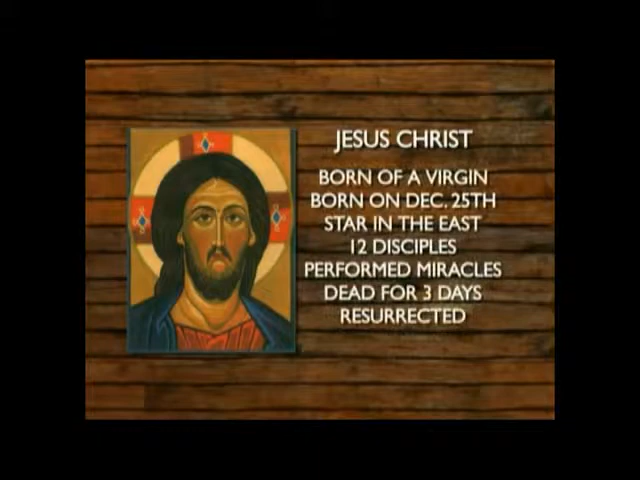 JESUS CHRIST
BORN OF A VIRGIN
BORN ON DEC. 25TH
STAR IN THE EAST
12 DISCIPLES
PERFORMED MIRACLES
DEAD FOR 3 DAYS
RESURRECTED